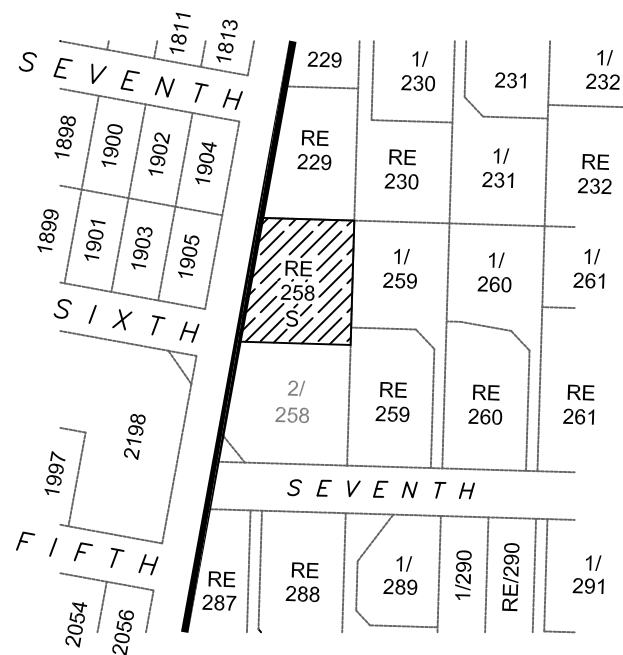 1811
1813
SEVENTH
1898
1900
1902
1904
1899
1901
1903
1905
SIXTH
2198
1997
FIFTH
2054
2056
229
1/
230
231
1/
232
RE
229
RE
230
1/
231
RE
232
RE
258
S
1/
259
1/
260
1/
261
2/
258
RE
259
RE
260
RE
261
SEVENTH
RE
287
RE
288
1/
289
1/290
RE/290
1/
291